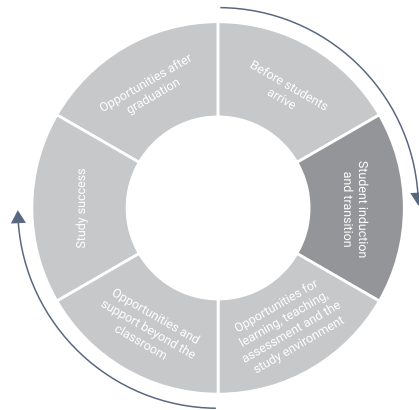 Before students
arrive
Student induction
and transition
Opportunities for
learning, teaching,
assessment and the
study environment
Opportunities and
support beyond the
classroom
Study success
Opportunities after
graduation